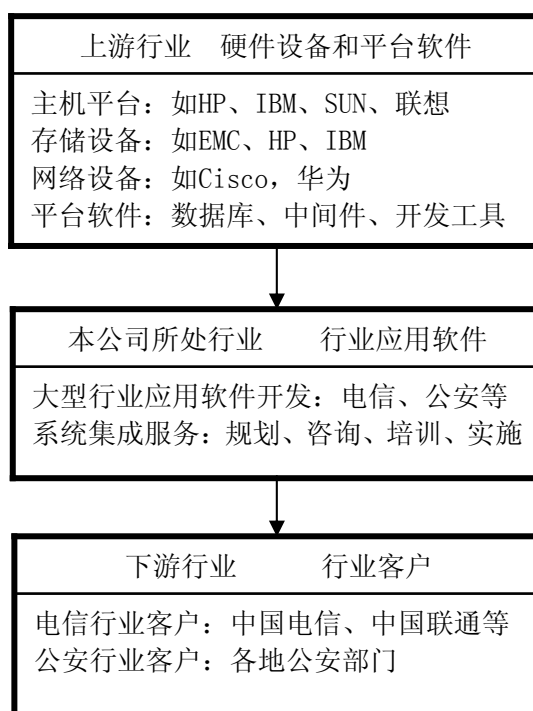 上游行业 硬件设备和平台软件
主机平台：如HP、IBM、SUN、联想
存储设备：如EMC、HP、IBM
网络设备：如Cisco，华为
平台软件：数据库、中间件、开发工具
本公司所处行业 行业应用软件
大型行业应用软件开发：电信、公安等
系统集成服务：规划、咨询、培训、实施
下游行业 行业客户
电信行业客户：中国电信、中国联通等
公安行业客户：各地公安部门